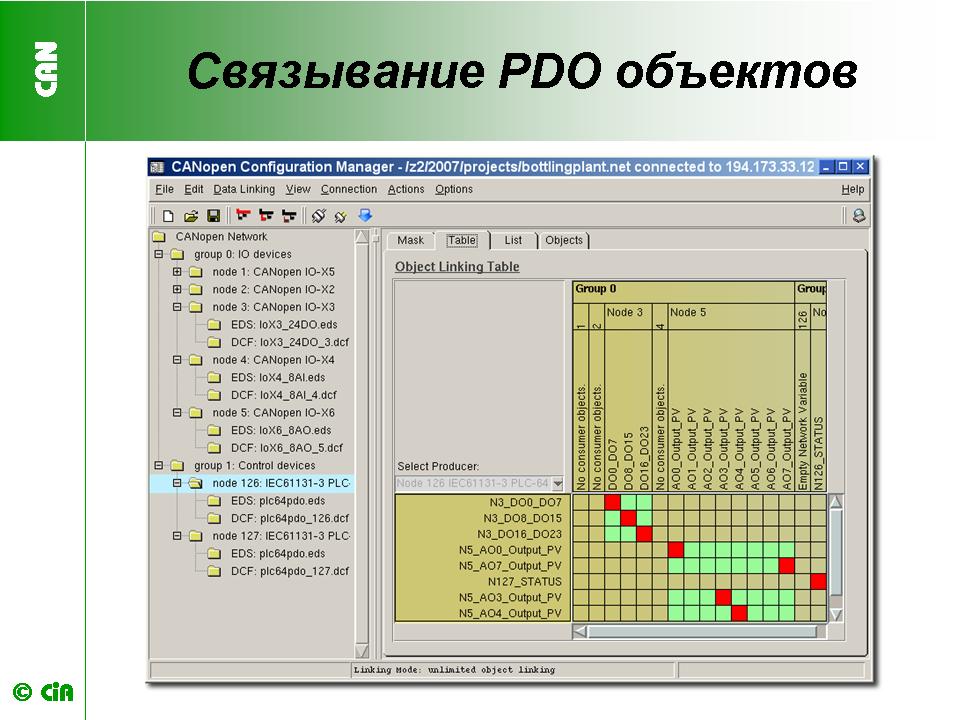 CAN
Связывание PDO объектов
CANopen Configuration Manager - /z2/2007/projects/bottlingplant.net connected to 194.173.33.12
File Edit Data Linking View Connection Actions Options Help
CANopen Network
group 0: IO devices
node 1: CANopen IO-X5
node 2: CANopen IO-X2
node 3: CANopen IO-X3
EDS: IoX3_24DO.eds
DCF: IoX3_24DO_3.dcf
node 4: CANopen IO-X4
EDS: IoX4_8AI.eds
DCF: IoX4_8AI_4.dcf
node 5: CANopen IO-X6
EDS: IoX6_8AO.eds
DCF: IoX6_8AO_5.dcf
group 1: Control devices
node 126: IEC61131-3 PLC-
EDS: plc64pdo.eds
DCF: plc64pdo_126.dcf
node 127: IEC61131-3 PLC-
EDS: plc64pdo.eds
DCF: plc64pdo_127.dcf
Mask Table List Objects
Object Linking Table
Group 0 Group
1 2 Node 3 4 Node 5 126 No
No consumer objects.
No consumer objects.
DO0_DO7
DO8_DO15
DO16_DO23
No consumer objects.
AO0_Output_PV
AO1_Output_PV
AO2_Output_PV
AO3_Output_PV
AO4_Output_PV
AO5_Output_PV
AO6_Output_PV
AO7_Output_PV
Empty Network Variable
N126_STATUS
Select Producer:
Node 126 IEC61131-3 PLC-64
N3_DO0_DO7
N3_DO8_DO15
N3_DO16_DO23
N5_AO0_Output_PV
N5_AO7_Output_PV
N127_STATUS
N5_AO3_Output_PV
N5_AO4_Output_PV
Linking Mode: unlimited object linking
© CiA